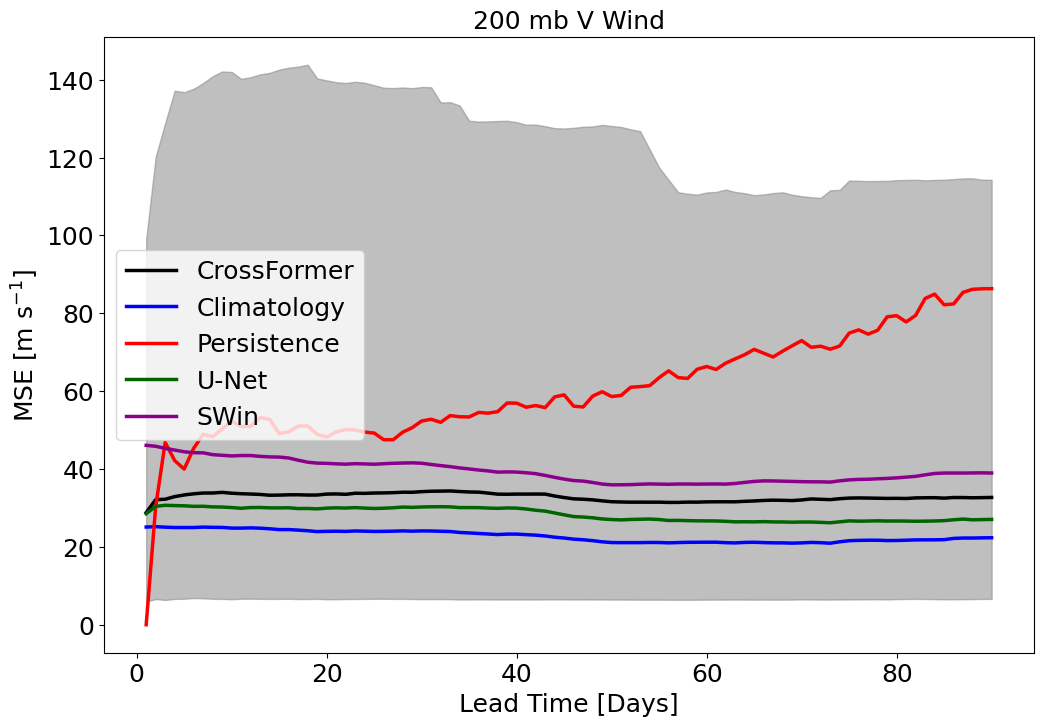 200 mb V Wind
MSE [m s⁻¹]
140
120
100
80
60
40
20
0
CrossFormer
Climatology
Persistence
U-Net
SWin
0 20 40 60 80
Lead Time [Days]